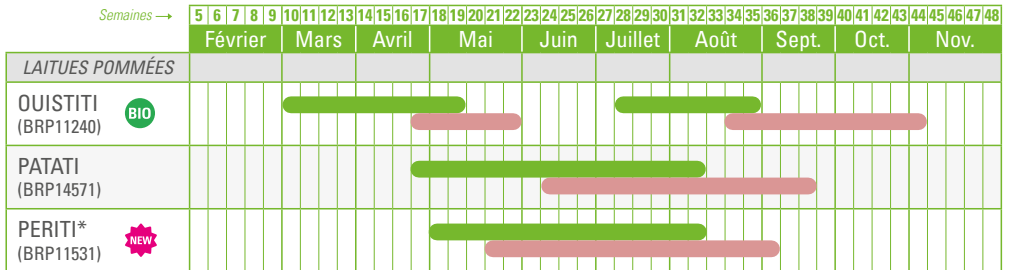 Semaines → 5 6 7 8 9 10 11 12 13 14 15 16 17 18 19 20 21 22 23 24 25 26 27 28 29 30 31 32 33 34 35 36 37 38 39 40 41 42 43 44 45 46 47 48
Février Mars Avril Mai Juin Juillet Août Sept. Oct. Nov.
LAITUES POMMÉES
OUISTITI
(BRP11240)
BIO
PATATI
(BRP14571)
PERITI*
(BRP11531)
NEW